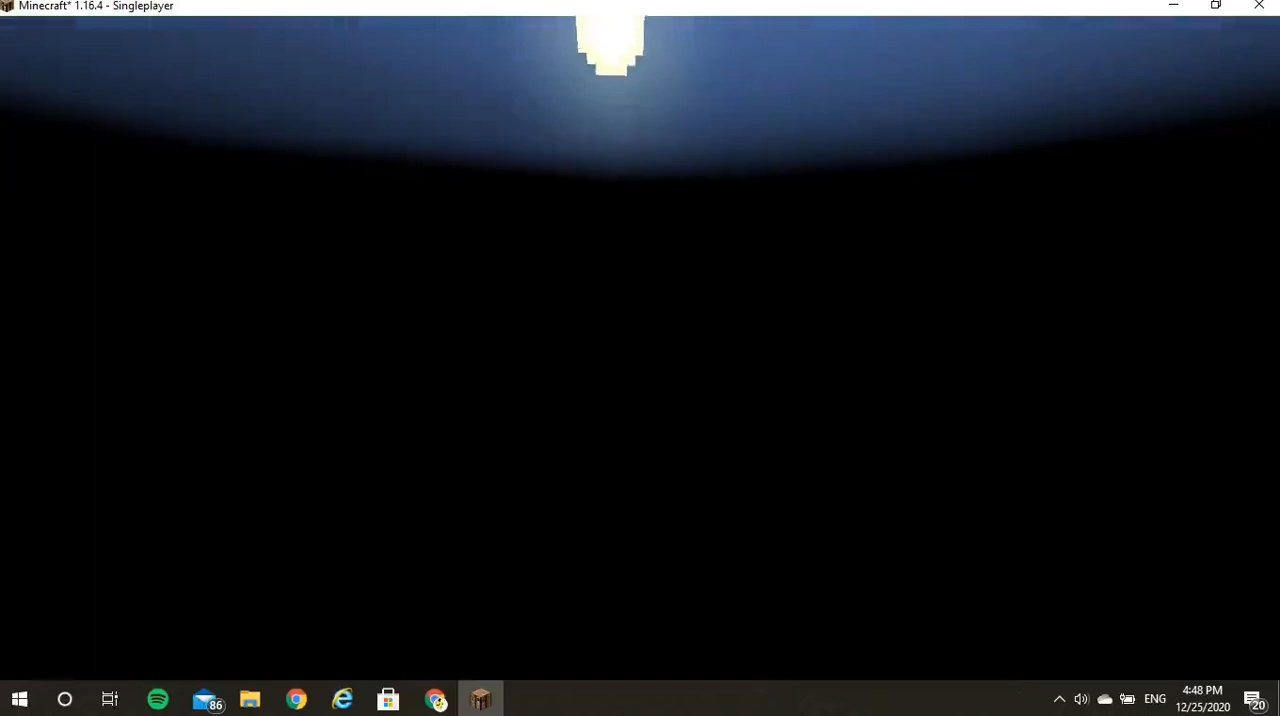 Minecraft* 1.16.4 - Singleplayer
86
ENG
4:48 PM
12/25/2020
20